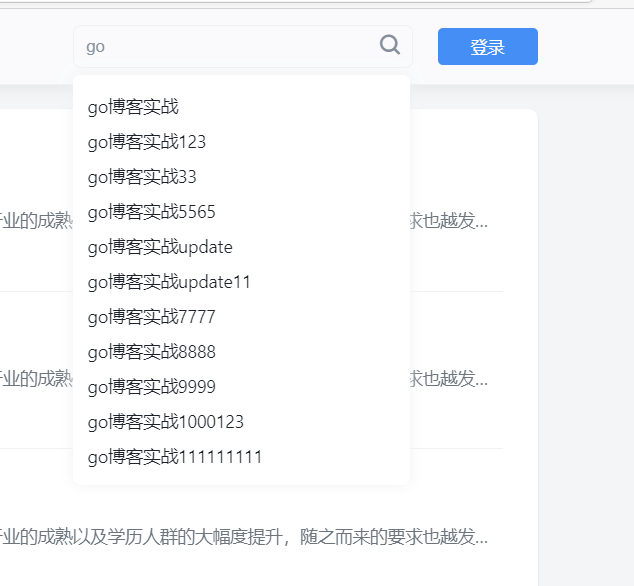 go
登录
go博客实战
go博客实战123
go博客实战33
go博客实战5565
业的成熟
求也越发...
go博客实战update
go博客实战update11
go博客实战7777
go博客实战8888
业的成熟
求也越发...
go博客实战9999
go博客实战1000123
go博客实战111111111
业的成熟以及学历人群的大幅度提升，随之而来的要求也越发...